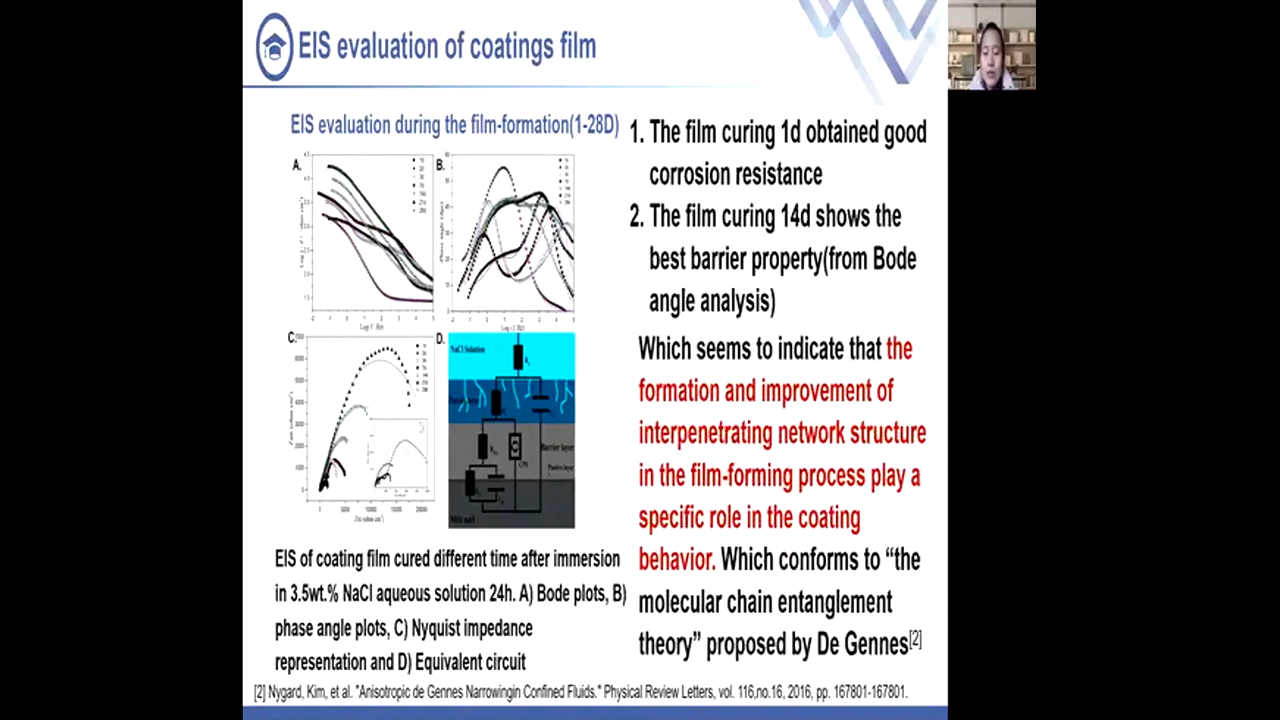 EIS evaluation of coatings film
EIS evaluation during the film-formation(1-28D)
A.
B.
C.
D.
NaCl Solution
Barrier layer
Passive layer
CPE
EIS of coating film cured different time after immersion
in 3.5wt.% NaCl aqueous solution 24h. A) Bode plots, B)
phase angle plots, C) Nyquist impedance
representation and D) Equivalent circuit
1. The film curing 1d obtained good
corrosion resistance
2. The film curing 14d shows the
best barrier property(from Bode
angle analysis)
Which seems to indicate that the
formation and improvement of
interpenetrating network structure
in the film-forming process play a
specific role in the coating
behavior. Which conforms to “the
molecular chain entanglement
theory” proposed by De Gennes[2]
[2] Nygard, Kim, et al. "Anisotropic de Gennes Narrowingin Confined Fluids." Physical Review Letters, vol. 116,no.16, 2016, pp. 167801-167801.